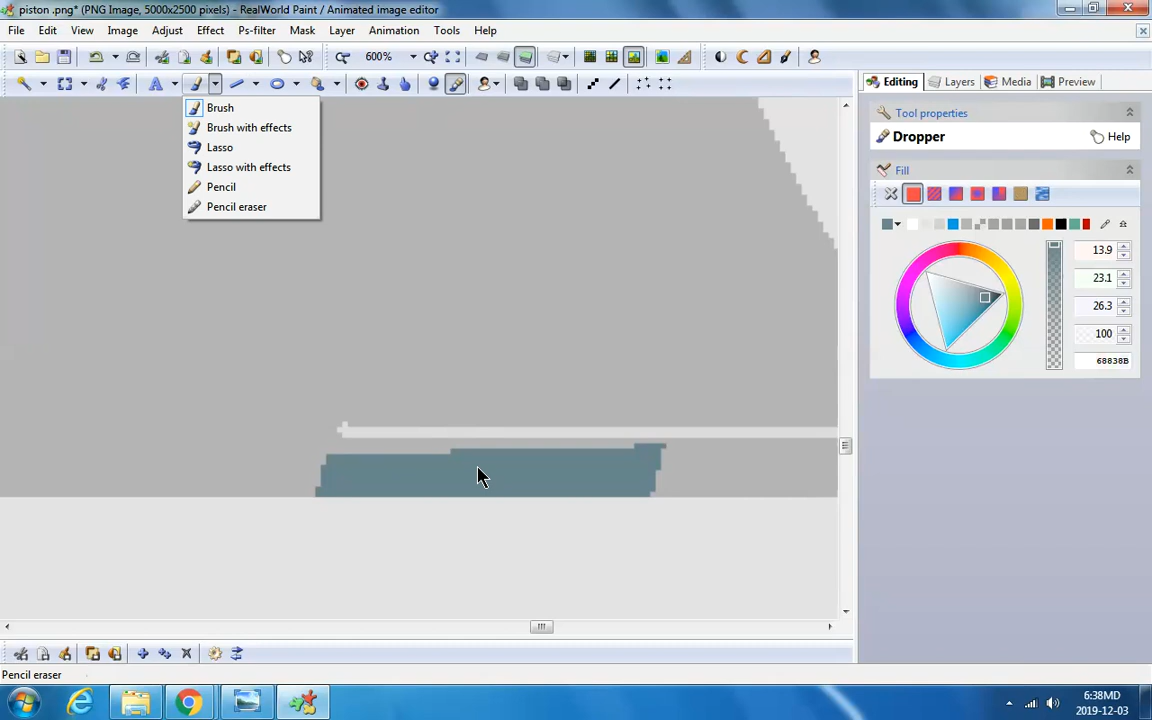 piston .png* (PNG Image, 5000x2500 pixels) - RealWorld Paint / Animated image editor
File Edit View Image Adjust Effect Ps-filter Mask Layer Animation Tools Help
600%
Editing Layers Media Preview
Brush
Brush with effects
Lasso
Lasso with effects
Pencil
Pencil eraser
Tool properties
Dropper Help
Fill
13.9
23.1
26.3
100
68838B
Pencil eraser
6:38MD
2019-12-03